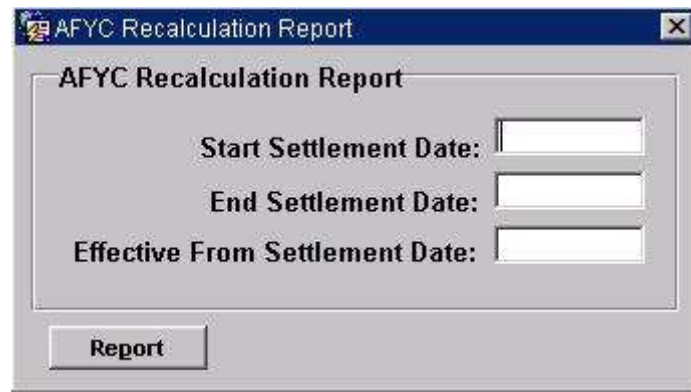 AFYC Recalculation Report
AFYC Recalculation Report
Start Settlement Date:
End Settlement Date:
Effective From Settlement Date:
Report